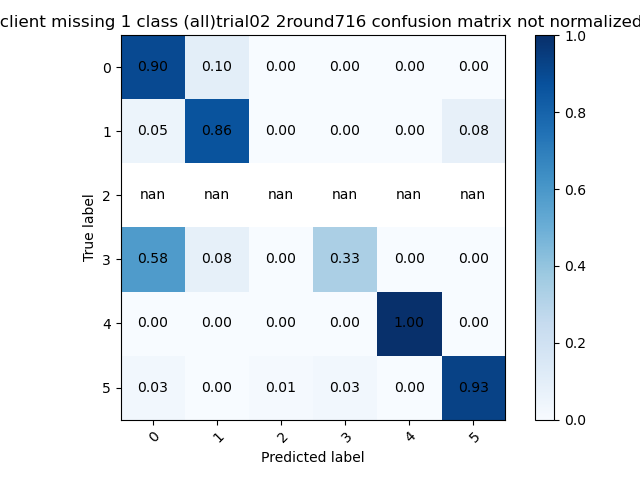 client missing 1 class (all)trial02 2round716 confusion matrix not normalized
True label
0 0.90 0.10 0.00 0.00 0.00 0.00
1 0.05 0.86 0.00 0.00 0.00 0.08
2 nan nan nan nan nan nan
3 0.58 0.08 0.00 0.33 0.00 0.00
4 0.00 0.00 0.00 0.00 1.00 0.00
5 0.03 0.00 0.01 0.03 0.00 0.93
0 1 2 3 4 5
Predicted label
1.0
0.8
0.6
0.4
0.2
0.0